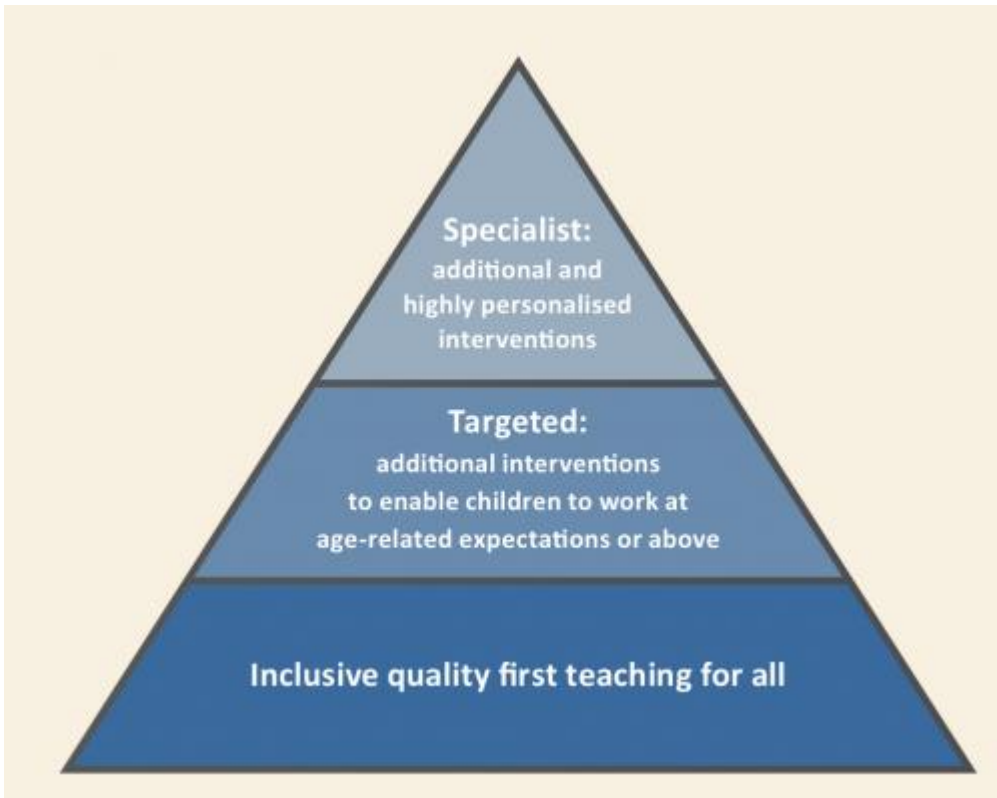 Specialist:
additional and
highly personalised
interventions
Targeted:
additional interventions
to enable children to work at
age-related expectations or above
Inclusive quality first teaching for all